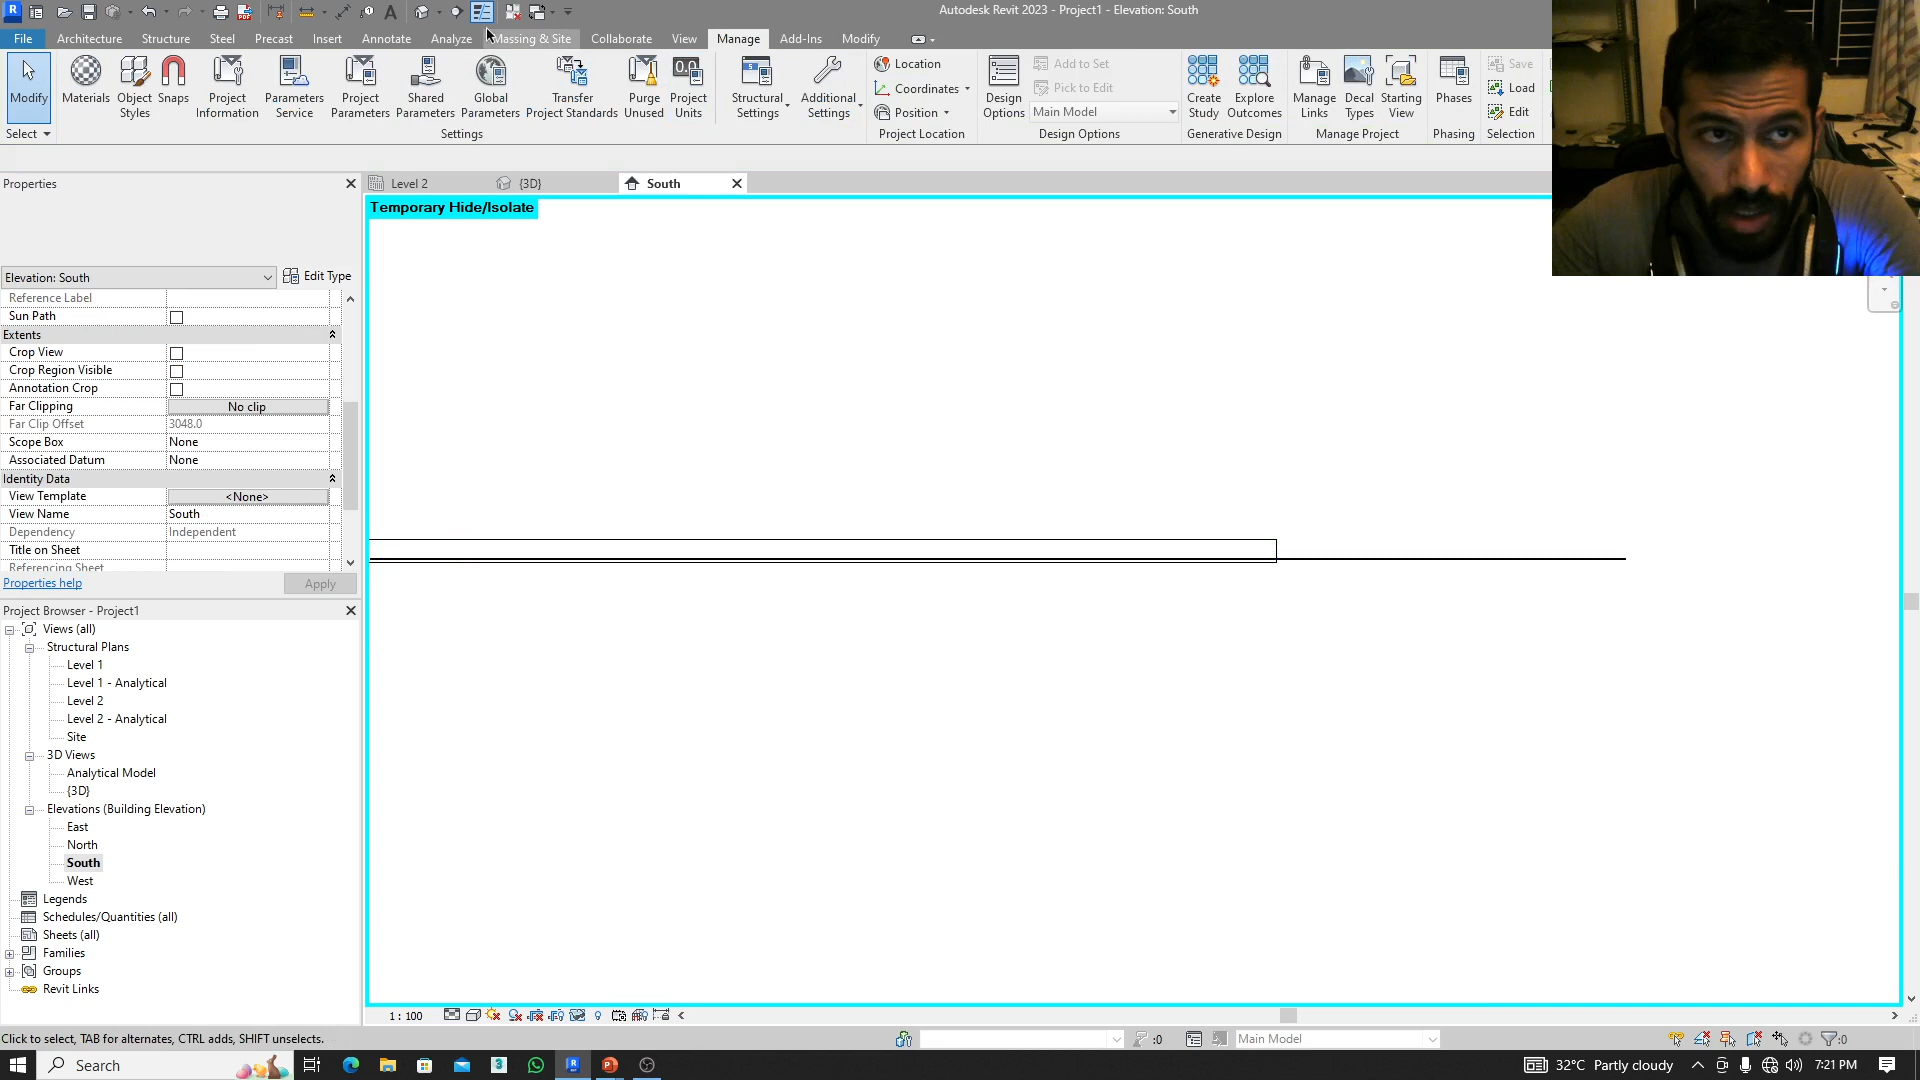 Autodesk Revit 2023 - Project1 - Elevation: South
File Architecture Structure Steel Precast Insert Annotate Analyze Massing & Site Collaborate View Manage Add-Ins Modify
Modify
Materials
Object Styles
Snaps
Project Information
Parameters Service
Project Parameters
Shared Parameters
Global Parameters
Transfer Project Standards
Purge Unused
Project Units
Structural Settings
Additional Settings
Location
Coordinates
Position
Design Options
Add to Set
Pick to Edit
Main Model
Create Study
Explore Outcomes
Manage Links
Decal Types
Starting View
Phases
Save
Load
Edit
Select
Settings
Project Location
Design Options
Generative Design
Manage Project
Phasing
Selection
Properties
Level 2
{3D}
South
Temporary Hide/Isolate
Elevation: South
Edit Type
Reference Label
Sun Path
Extents
Crop View
Crop Region Visible
Annotation Crop
Far Clipping No clip
Far Clip Offset 3048.0
Scope Box None
Associated Datum None
Identity Data
View Template <None>
View Name South
Dependency Independent
Title on Sheet
Referencing Sheet
Properties help
Apply
Project Browser - Project1
Views (all)
Structural Plans
Level 1
Level 1 - Analytical
Level 2
Level 2 - Analytical
Site
3D Views
Analytical Model
{3D}
Elevations (Building Elevation)
East
North
South
West
Legends
Schedules/Quantities (all)
Sheets (all)
Families
Groups
Revit Links
1 : 100
Click to select, TAB for alternates, CTRL adds, SHIFT unselects.
:0
Main Model
:0
Search
32°C Partly cloudy
7:21 PM